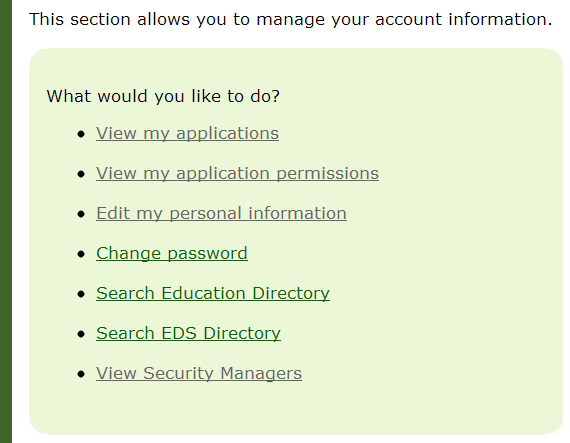 This section allows you to manage your account information.
What would you like to do?
View my applications
View my application permissions
Edit my personal information
Change password
Search Education Directory
Search EDS Directory
View Security Managers